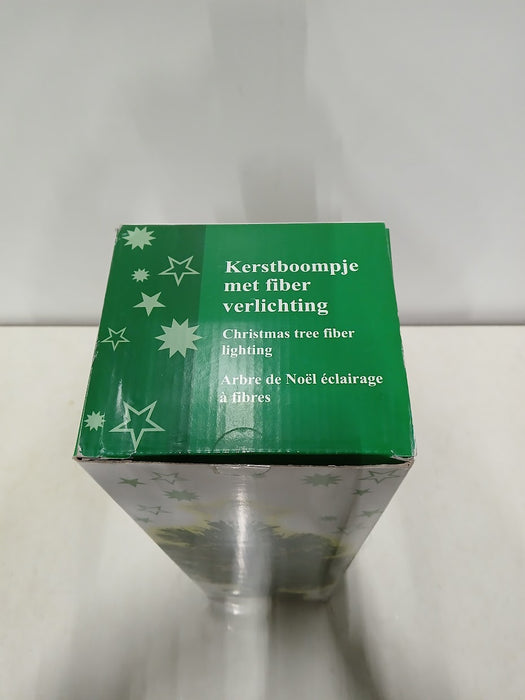 Kerstboompje
met fiber
verlichting
Christmas tree fiber
lighting
Arbre de Noël éclairage
à fibres